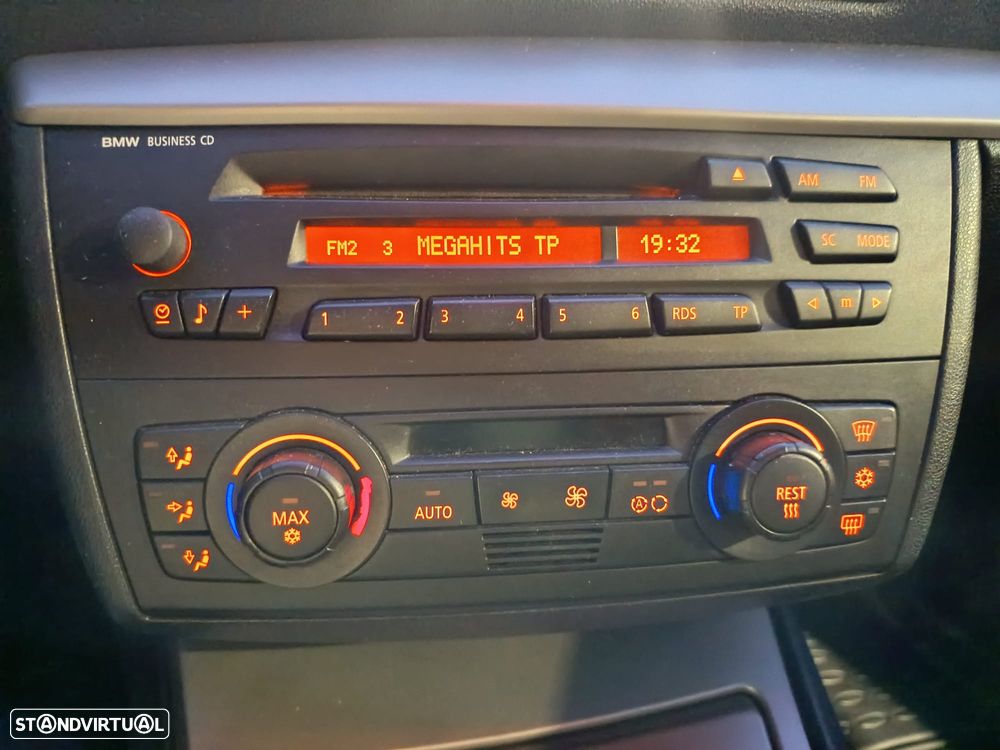 BMW BUSINESS CD
AM FM
FM2 3 MEGAHITS TP 19:32
SC MODE
1 2 3 4 5 6 RDS TP m
MAX
AUTO
A
REST
STANDVIRTUAL